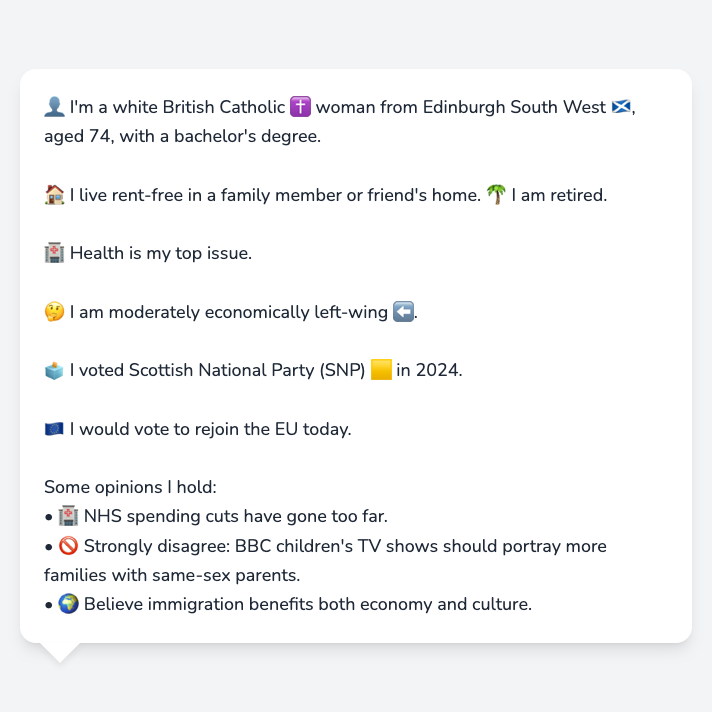 👤 I'm a white British Catholic ✝️ woman from Edinburgh South West 🏴󠁧󠁢󠁳󠁣󠁴󠁿,
aged 74, with a bachelor's degree.
🏠 I live rent-free in a family member or friend's home. 🌴 I am retired.
🏥 Health is my top issue.
🤔 I am moderately economically left-wing ⬅️.
🗳️ I voted Scottish National Party (SNP) 🟨 in 2024.
🇪🇺 I would vote to rejoin the EU today.
Some opinions I hold:
• 🏥 NHS spending cuts have gone too far.
• 🚫 Strongly disagree: BBC children's TV shows should portray more
families with same-sex parents.
• 🌍 Believe immigration benefits both economy and culture.